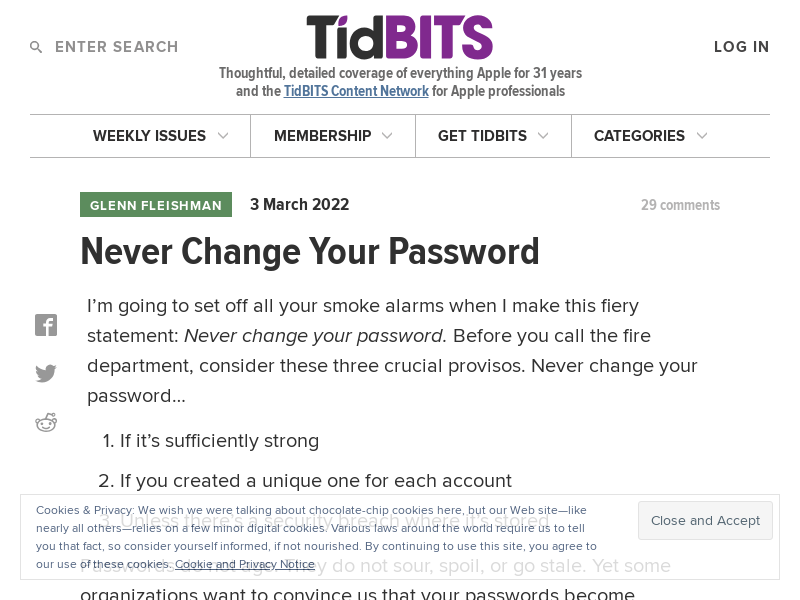 ENTER SEARCH
TidBITS
LOG IN
Thoughtful, detailed coverage of everything Apple for 31 years
and the TidBITS Content Network for Apple professionals
WEEKLY ISSUES
MEMBERSHIP
GET TIDBITS
CATEGORIES
GLENN FLEISHMAN
3 March 2022
29 comments
Never Change Your Password
I’m going to set off all your smoke alarms when I make this fiery
statement: Never change your password. Before you call the fire
department, consider these three crucial provisos. Never change your
password…
1. If it’s sufficiently strong
2. If you created a unique one for each account
3. Unless there’s a security breach where it’s stored
Cookies & Privacy: We wish we were talking about chocolate-chip cookies here, but our Web site—like
nearly all others—relies on a few minor digital cookies. Various laws around the world require us to tell
you that fact, so consider yourself informed, if not nourished. By continuing to use this site, you agree to
our use of these cookies. Cookie and Privacy Notice
Close and Accept
Passwords do not age. They do not sour, spoil, or go stale. Yet some
organizations want to convince us that your passwords become